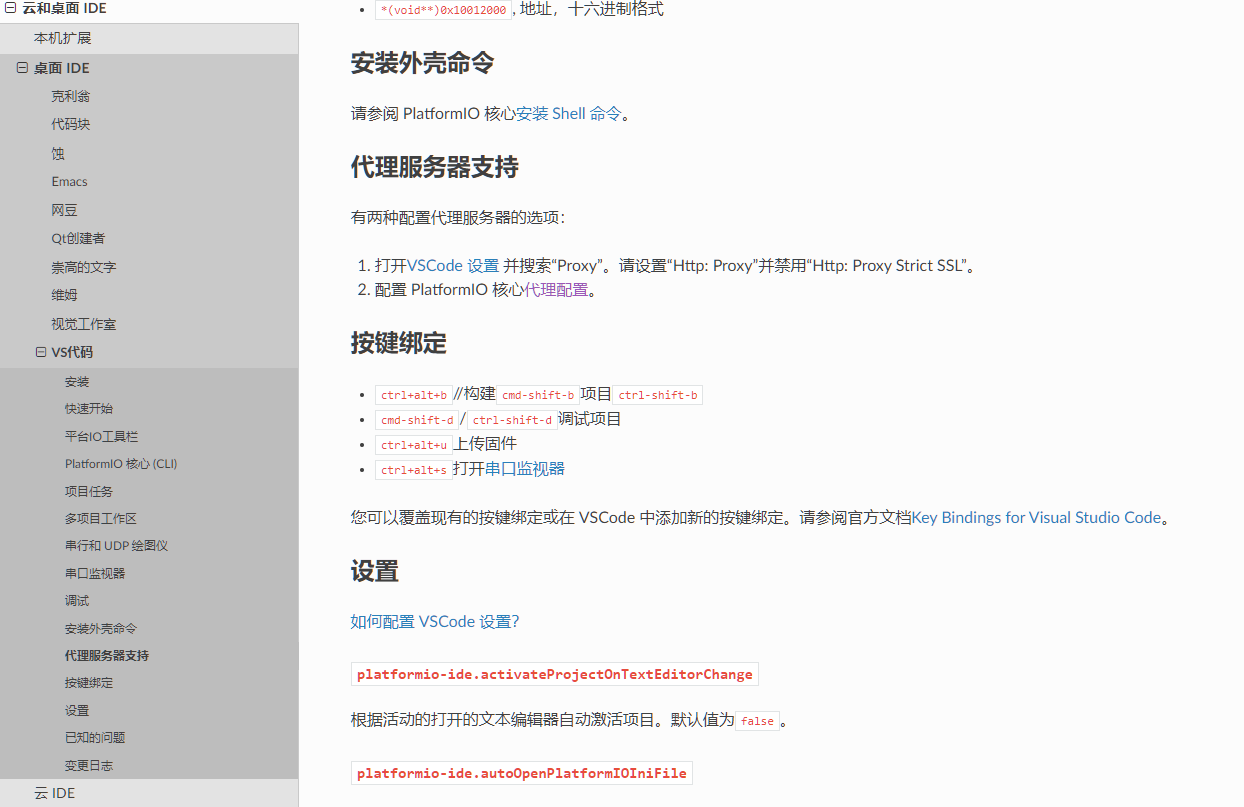 云和桌面 IDE
本机扩展
桌面 IDE
克利翁
代码块
蚀
Emacs
网豆
Qt创建者
崇高的文字
维姆
视觉工作室
VS代码
安装
快速开始
平台IO工具栏
PlatformIO 核心 (CLI)
项目任务
多项目工作区
串行和 UDP 绘图仪
串口监视器
调试
安装外壳命令
代理服务器支持
按键绑定
设置
已知的问题
变更日志
云 IDE
*(void**)0x10012000, 地址，十六进制格式
安装外壳命令
请参阅 PlatformIO 核心安装 Shell 命令。
代理服务器支持
有两种配置代理服务器的选项：
1. 打开VSCode 设置 并搜索“Proxy”。请设置“Http: Proxy”并禁用“Http: Proxy Strict SSL”。
2. 配置 PlatformIO 核心代理配置。
按键绑定
ctrl+alt+b//构建cmd-shift-b项目ctrl-shift-b
cmd-shift-d/ctrl-shift-d调试项目
ctrl+alt+u上传固件
ctrl+alt+s打开串口监视器
您可以覆盖现有的按键绑定或在 VSCode 中添加新的按键绑定。请参阅官方文档Key Bindings for Visual Studio Code。
设置
如何配置 VSCode 设置？
platformio-ide.activateProjectOnTextEditorChange
根据活动的打开的文本编辑器自动激活项目。默认值为false。
platformio-ide.autoOpenPlatformIOIniFile